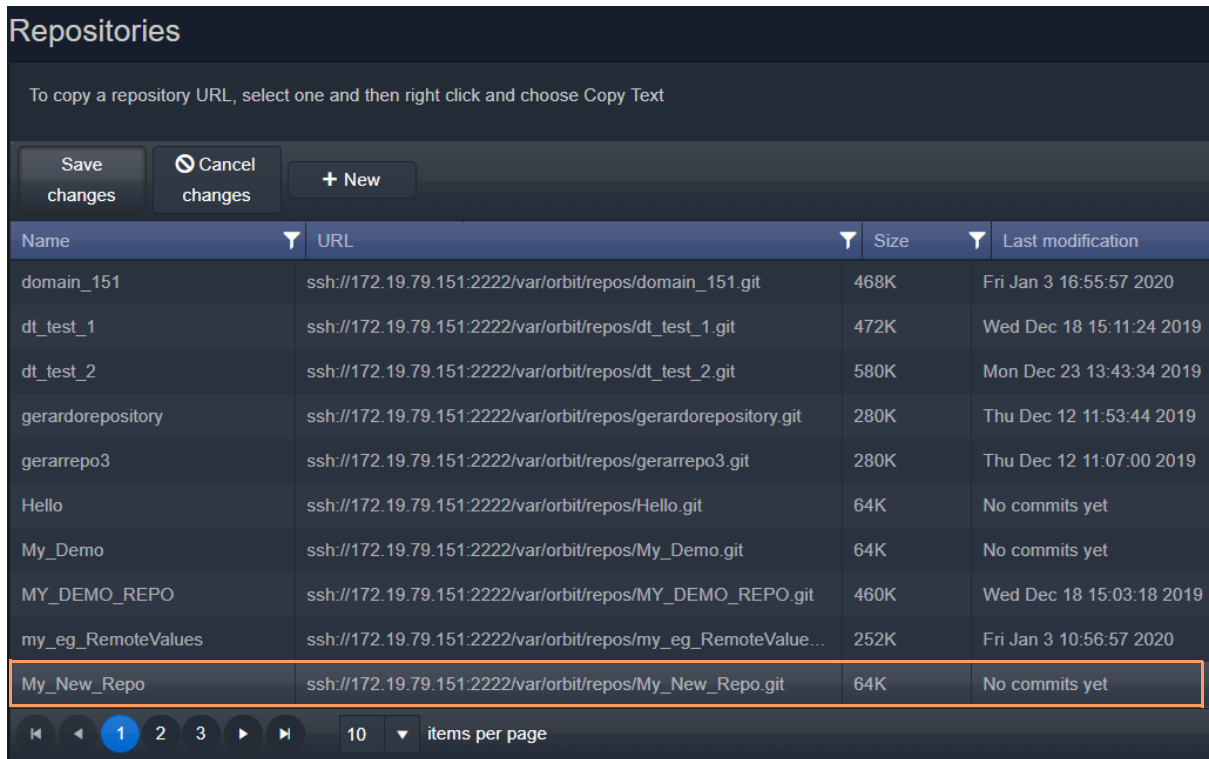 Repositories
To copy a repository URL, select one and then right click and choose Copy Text
Save changes Cancel changes + New
Name URL Size Last modification
domain_151 ssh://172.19.79.151:2222/var/orbit/repos/domain_151.git 468K Fri Jan 3 16:55:57 2020
dt_test_1 ssh://172.19.79.151:2222/var/orbit/repos/dt_test_1.git 472K Wed Dec 18 15:11:24 2019
dt_test_2 ssh://172.19.79.151:2222/var/orbit/repos/dt_test_2.git 580K Mon Dec 23 13:43:34 2019
gerardorepository ssh://172.19.79.151:2222/var/orbit/repos/gerardorepository.git 280K Thu Dec 12 11:53:44 2019
gerarrepo3 ssh://172.19.79.151:2222/var/orbit/repos/gerarrepo3.git 280K Thu Dec 12 11:07:00 2019
Hello ssh://172.19.79.151:2222/var/orbit/repos/Hello.git 64K No commits yet
My_Demo ssh://172.19.79.151:2222/var/orbit/repos/My_Demo.git 64K No commits yet
MY_DEMO_REPO ssh://172.19.79.151:2222/var/orbit/repos/MY_DEMO_REPO.git 460K Wed Dec 18 15:03:18 2019
my_eg_RemoteValues ssh://172.19.79.151:2222/var/orbit/repos/my_eg_RemoteValue... 252K Fri Jan 3 10:56:57 2020
My_New_Repo ssh://172.19.79.151:2222/var/orbit/repos/My_New_Repo.git 64K No commits yet
1 2 3 10 items per page